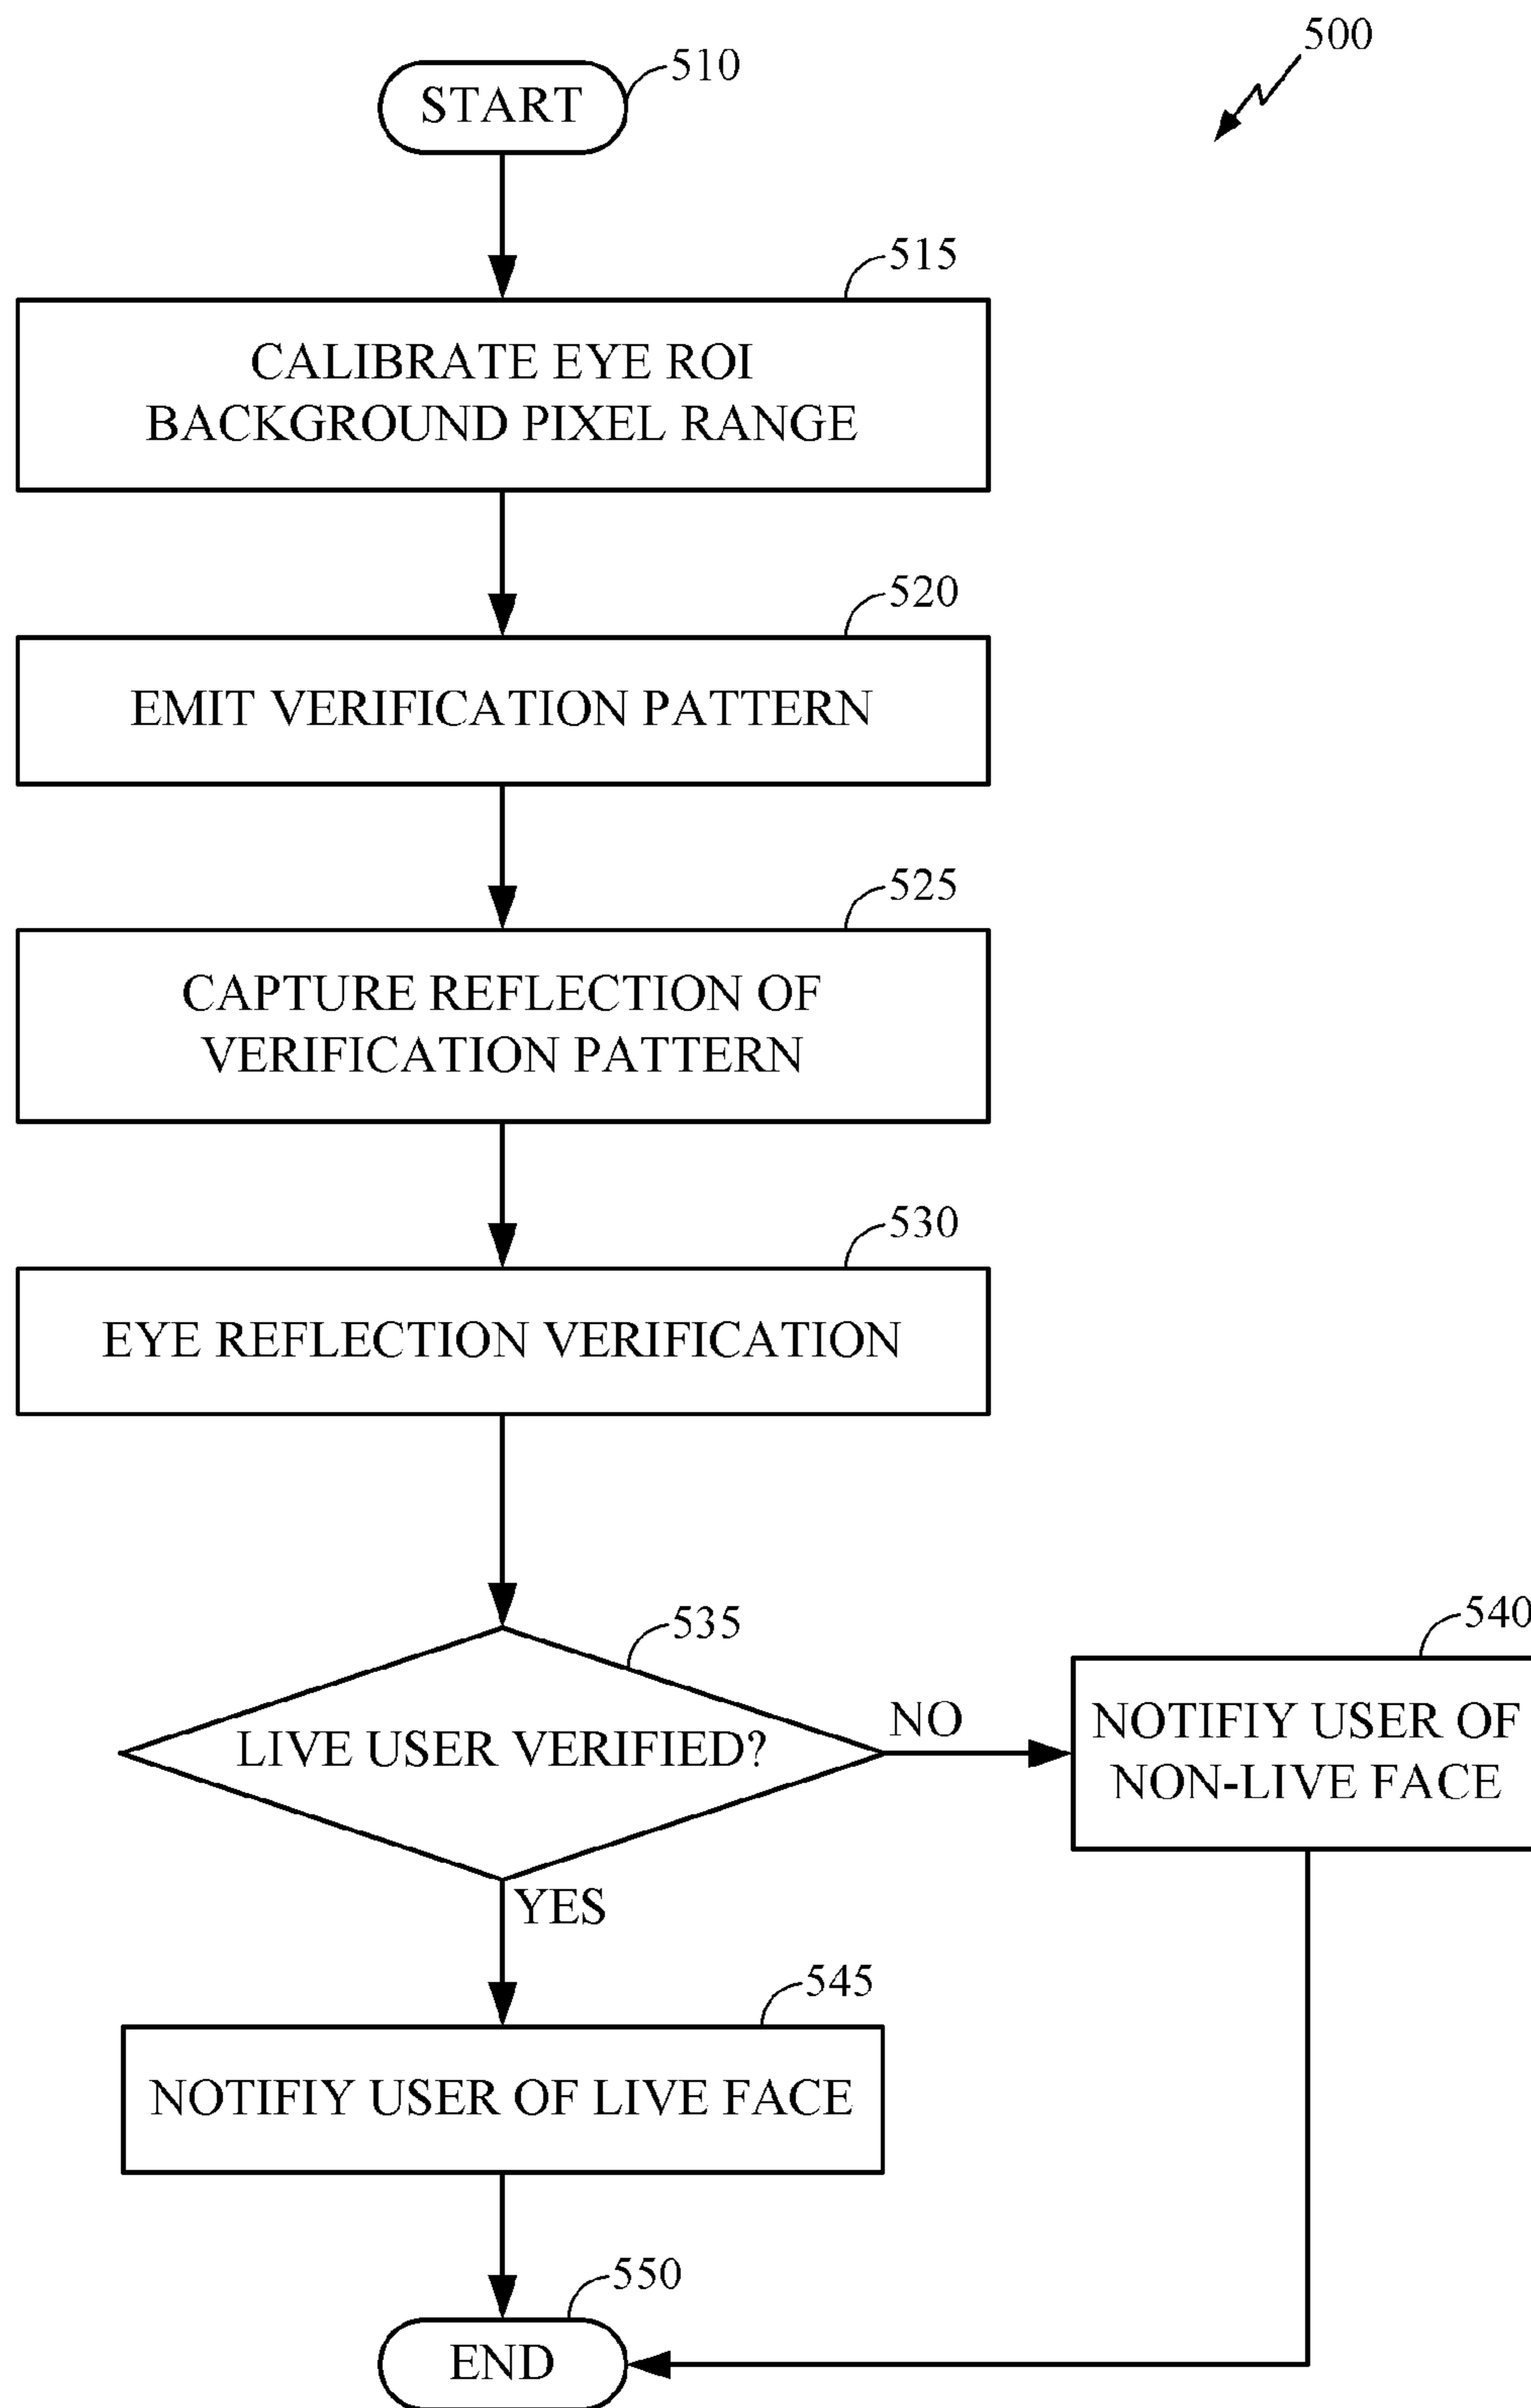 500
START
510
515
CALIBRATE EYE ROI
BACKGROUND PIXEL RANGE
520
EMIT VERIFICATION PATTERN
525
CAPTURE REFLECTION OF
VERIFICATION PATTERN
530
EYE REFLECTION VERIFICATION
535
LIVE USER VERIFIED?
NO
540
NOTIFIY USER OF
NON-LIVE FACE
YES
545
NOTIFIY USER OF LIVE FACE
550
END